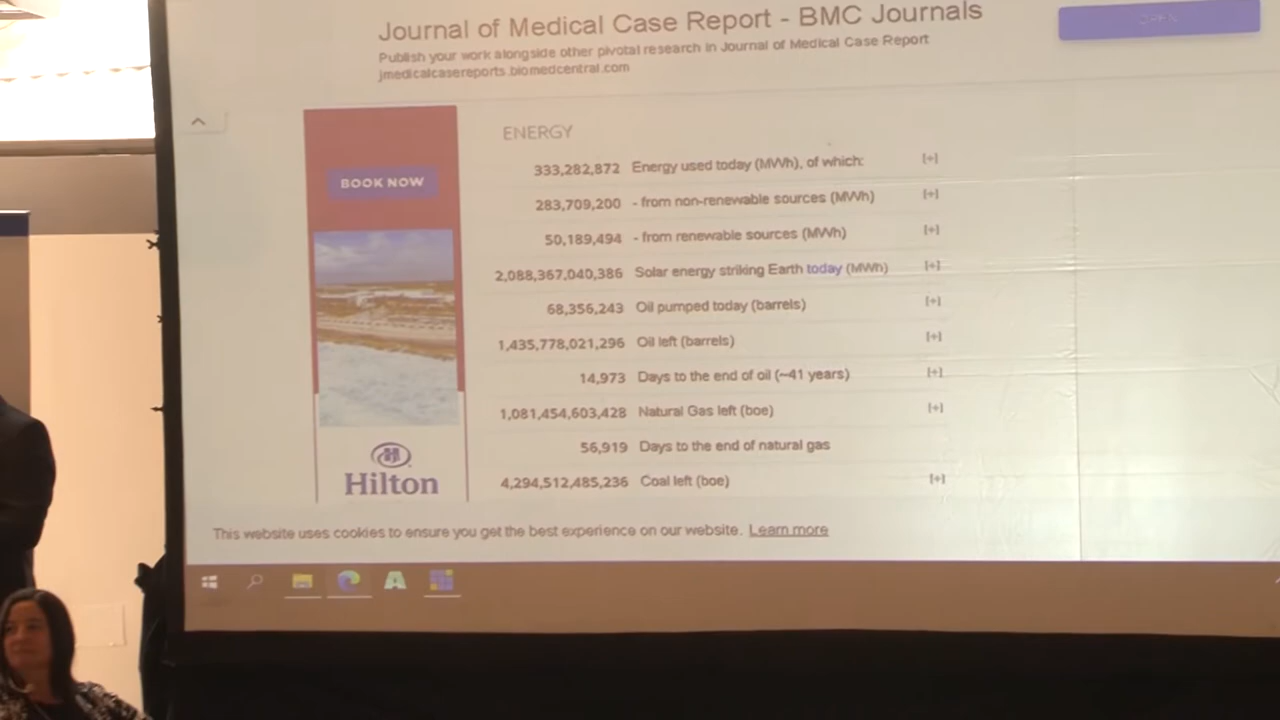 Journal of Medical Case Report - BMC Journals
OPEN
Publish your work alongside other pivotal research in Journal of Medical Case Report
jmedicalcasereports.biomedcentral.com
BOOK NOW
Hilton
ENERGY
333,282,872 Energy used today (MWh), of which: [+]
283,709,200 - from non-renewable sources (MWh) [+]
50,189,494 - from renewable sources (MWh) [+]
2,088,367,040,386 Solar energy striking Earth today (MWh) [+]
68,356,243 Oil pumped today (barrels) [+]
1,435,778,021,296 Oil left (barrels) [+]
14,973 Days to the end of oil (~41 years) [+]
1,081,454,603,428 Natural Gas left (boe) [+]
56,919 Days to the end of natural gas
4,294,512,485,236 Coal left (boe) [+]
This website uses cookies to ensure you get the best experience on our website. Learn more